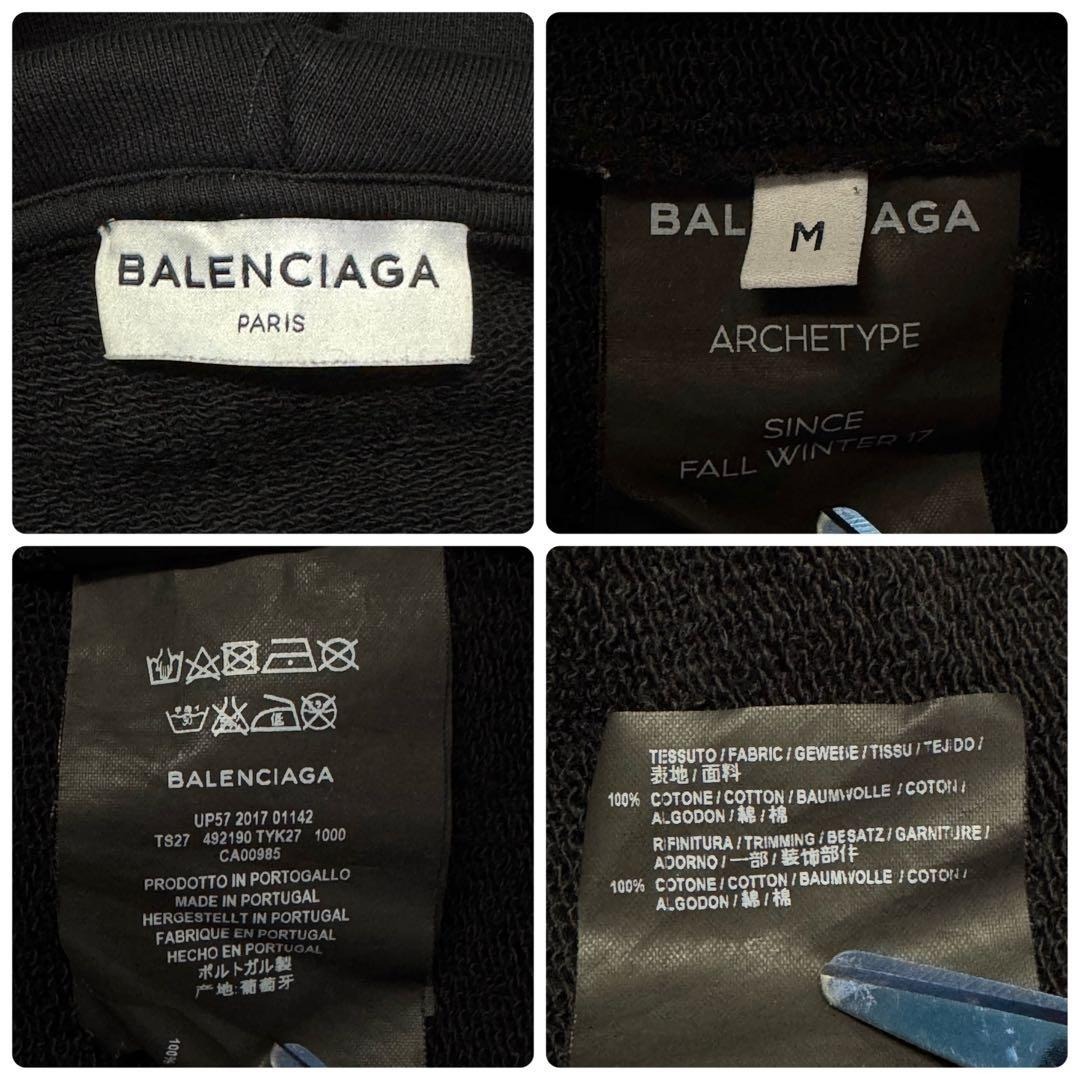 BALENCIAGA
PARIS
BAL AGA
M
ARCHETYPE
SINCE
FALL WINTER 17
BALENCIAGA
UP57 2017 01142
TS27 492190 TYK27 1000
CA00985
PRODOTTO IN PORTOGALLO
MADE IN PORTUGAL
HERGESTELLT IN PORTUGAL
FABRIQUE EN PORTUGAL
HECHO EN PORTUGAL
ポルトガル製
产地:葡萄牙
100%
TESSUTO / FABRIC / GEWEBE / TISSU / TEJIDO /
表地 / 面料
100% COTONE / COTTON / BAUMWOLLE / COTON /
ALGODON / 綿 / 棉
RIFINITURA / TRIMMING / BESATZ / GARNITURE /
ADORNO / 一部 / 装饰部件
100% COTONE / COTTON / BAUMWOLLE / COTON /
ALGODON / 綿 / 棉